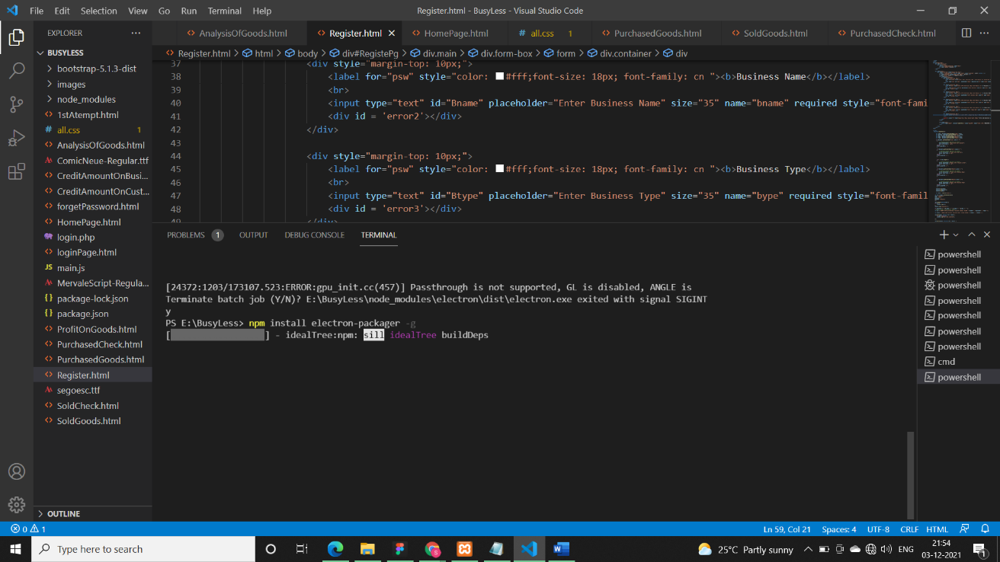 File Edit Selection View Go Run Terminal Help
Register.html - BusyLess - Visual Studio Code
EXPLORER
AnalysisOfGoods.html
Register.html
HomePage.html
all.css 1
PurchasedGoods.html
SoldGoods.html
PurchasedCheck.html
BUSYLESS
bootstrap-5.1.3-dist
images
node_modules
1stAtempt.html
all.css 1
AnalysisOfGoods.html
ComicNeue-Regular.ttf
CreditAmountOnBusi...
CreditAmountOnCust...
forgetPassword.html
HomePage.html
login.php
loginPage.html
JS main.js
MervaleScript-Regula...
{} package-lock.json
{} package.json
ProfitOnGoods.html
PurchasedCheck.html
PurchasedGoods.html
Register.html
segoesc.ttf
SoldCheck.html
SoldGoods.html
OUTLINE
Register.html > html > body > div#RegistePg > div.main > div.form-box > form > div.container > div
37 <div style="margin-top: 10px;">
38 <label for="psw" style="color: #fff;font-size: 18px; font-family: cn "><b>Business Name</b></label>
39 <br>
40 <input type="text" id="Bname" placeholder="Enter Business Name" size="35" name="bname" required style="font-fami
41 <div id = 'error2'></div>
42 </div>
43
44 <div style="margin-top: 10px;">
45 <label for="psw" style="color: #fff;font-size: 18px; font-family: cn "><b>Business Type</b></label>
46 <br>
47 <input type="text" id="Btype" placeholder="Enter Business Type" size="35" name="bype" required style="font-famil
48 <div id = 'error3'></div>
49 </div>
PROBLEMS 1 OUTPUT DEBUG CONSOLE TERMINAL
[24372:1203/173107.523:ERROR:gpu_init.cc(457)] Passthrough is not supported, GL is disabled, ANGLE is
Terminate batch job (Y/N)? E:\BusyLess\node_modules\electron\dist\electron.exe exited with signal SIGINT
y
PS E:\BusyLess> npm install electron-packager -g
[ ] - idealTree:npm: sill idealTree buildDeps
powershell
powershell
powershell
powershell
powershell
powershell
powershell
cmd
powershell
0 1
Ln 59, Col 21 Spaces: 4 UTF-8 CRLF HTML
Type here to search
25°C Partly sunny
ENG
21:54
03-12-2021
1